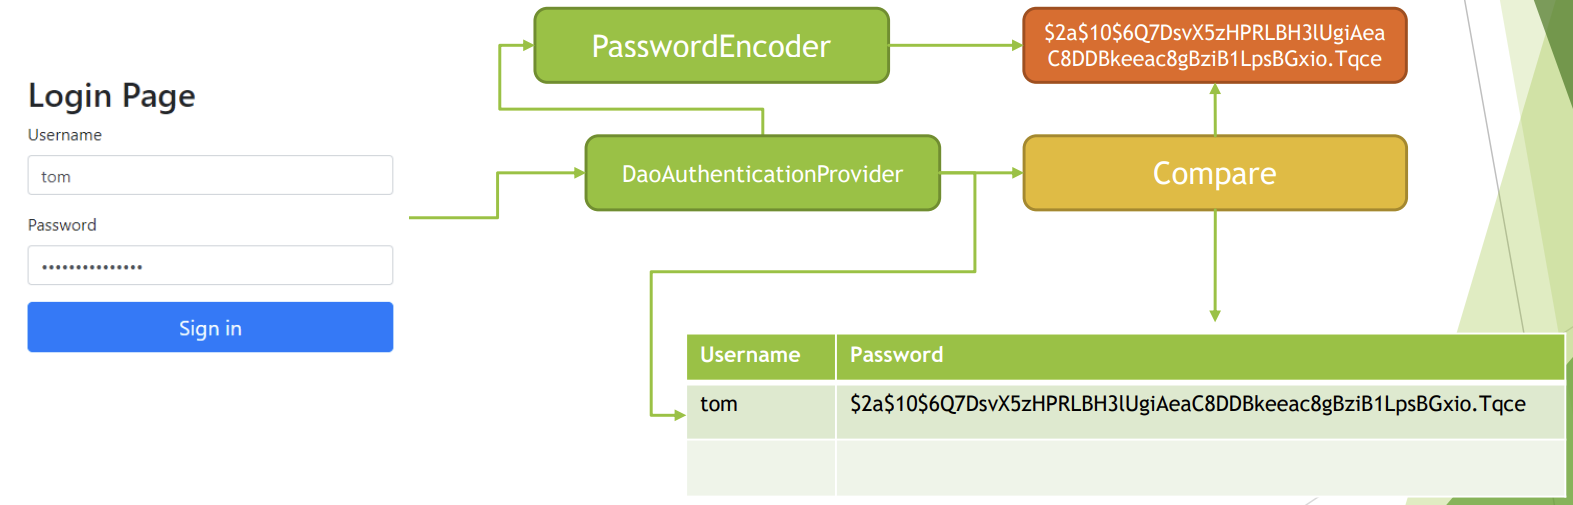 Login Page
Username
tom
Password
•••••••••••••••
Sign in
PasswordEncoder
$2a$10$6Q7DsvX5zHPRLBH3lUgiAea
C8DDBkeeac8gBziB1LpsBGxio.Tqce
DaoAuthenticationProvider
Compare
Username Password
tom $2a$10$6Q7DsvX5zHPRLBH3lUgiAeaC8DDBkeeac8gBziB1LpsBGxio.Tqce